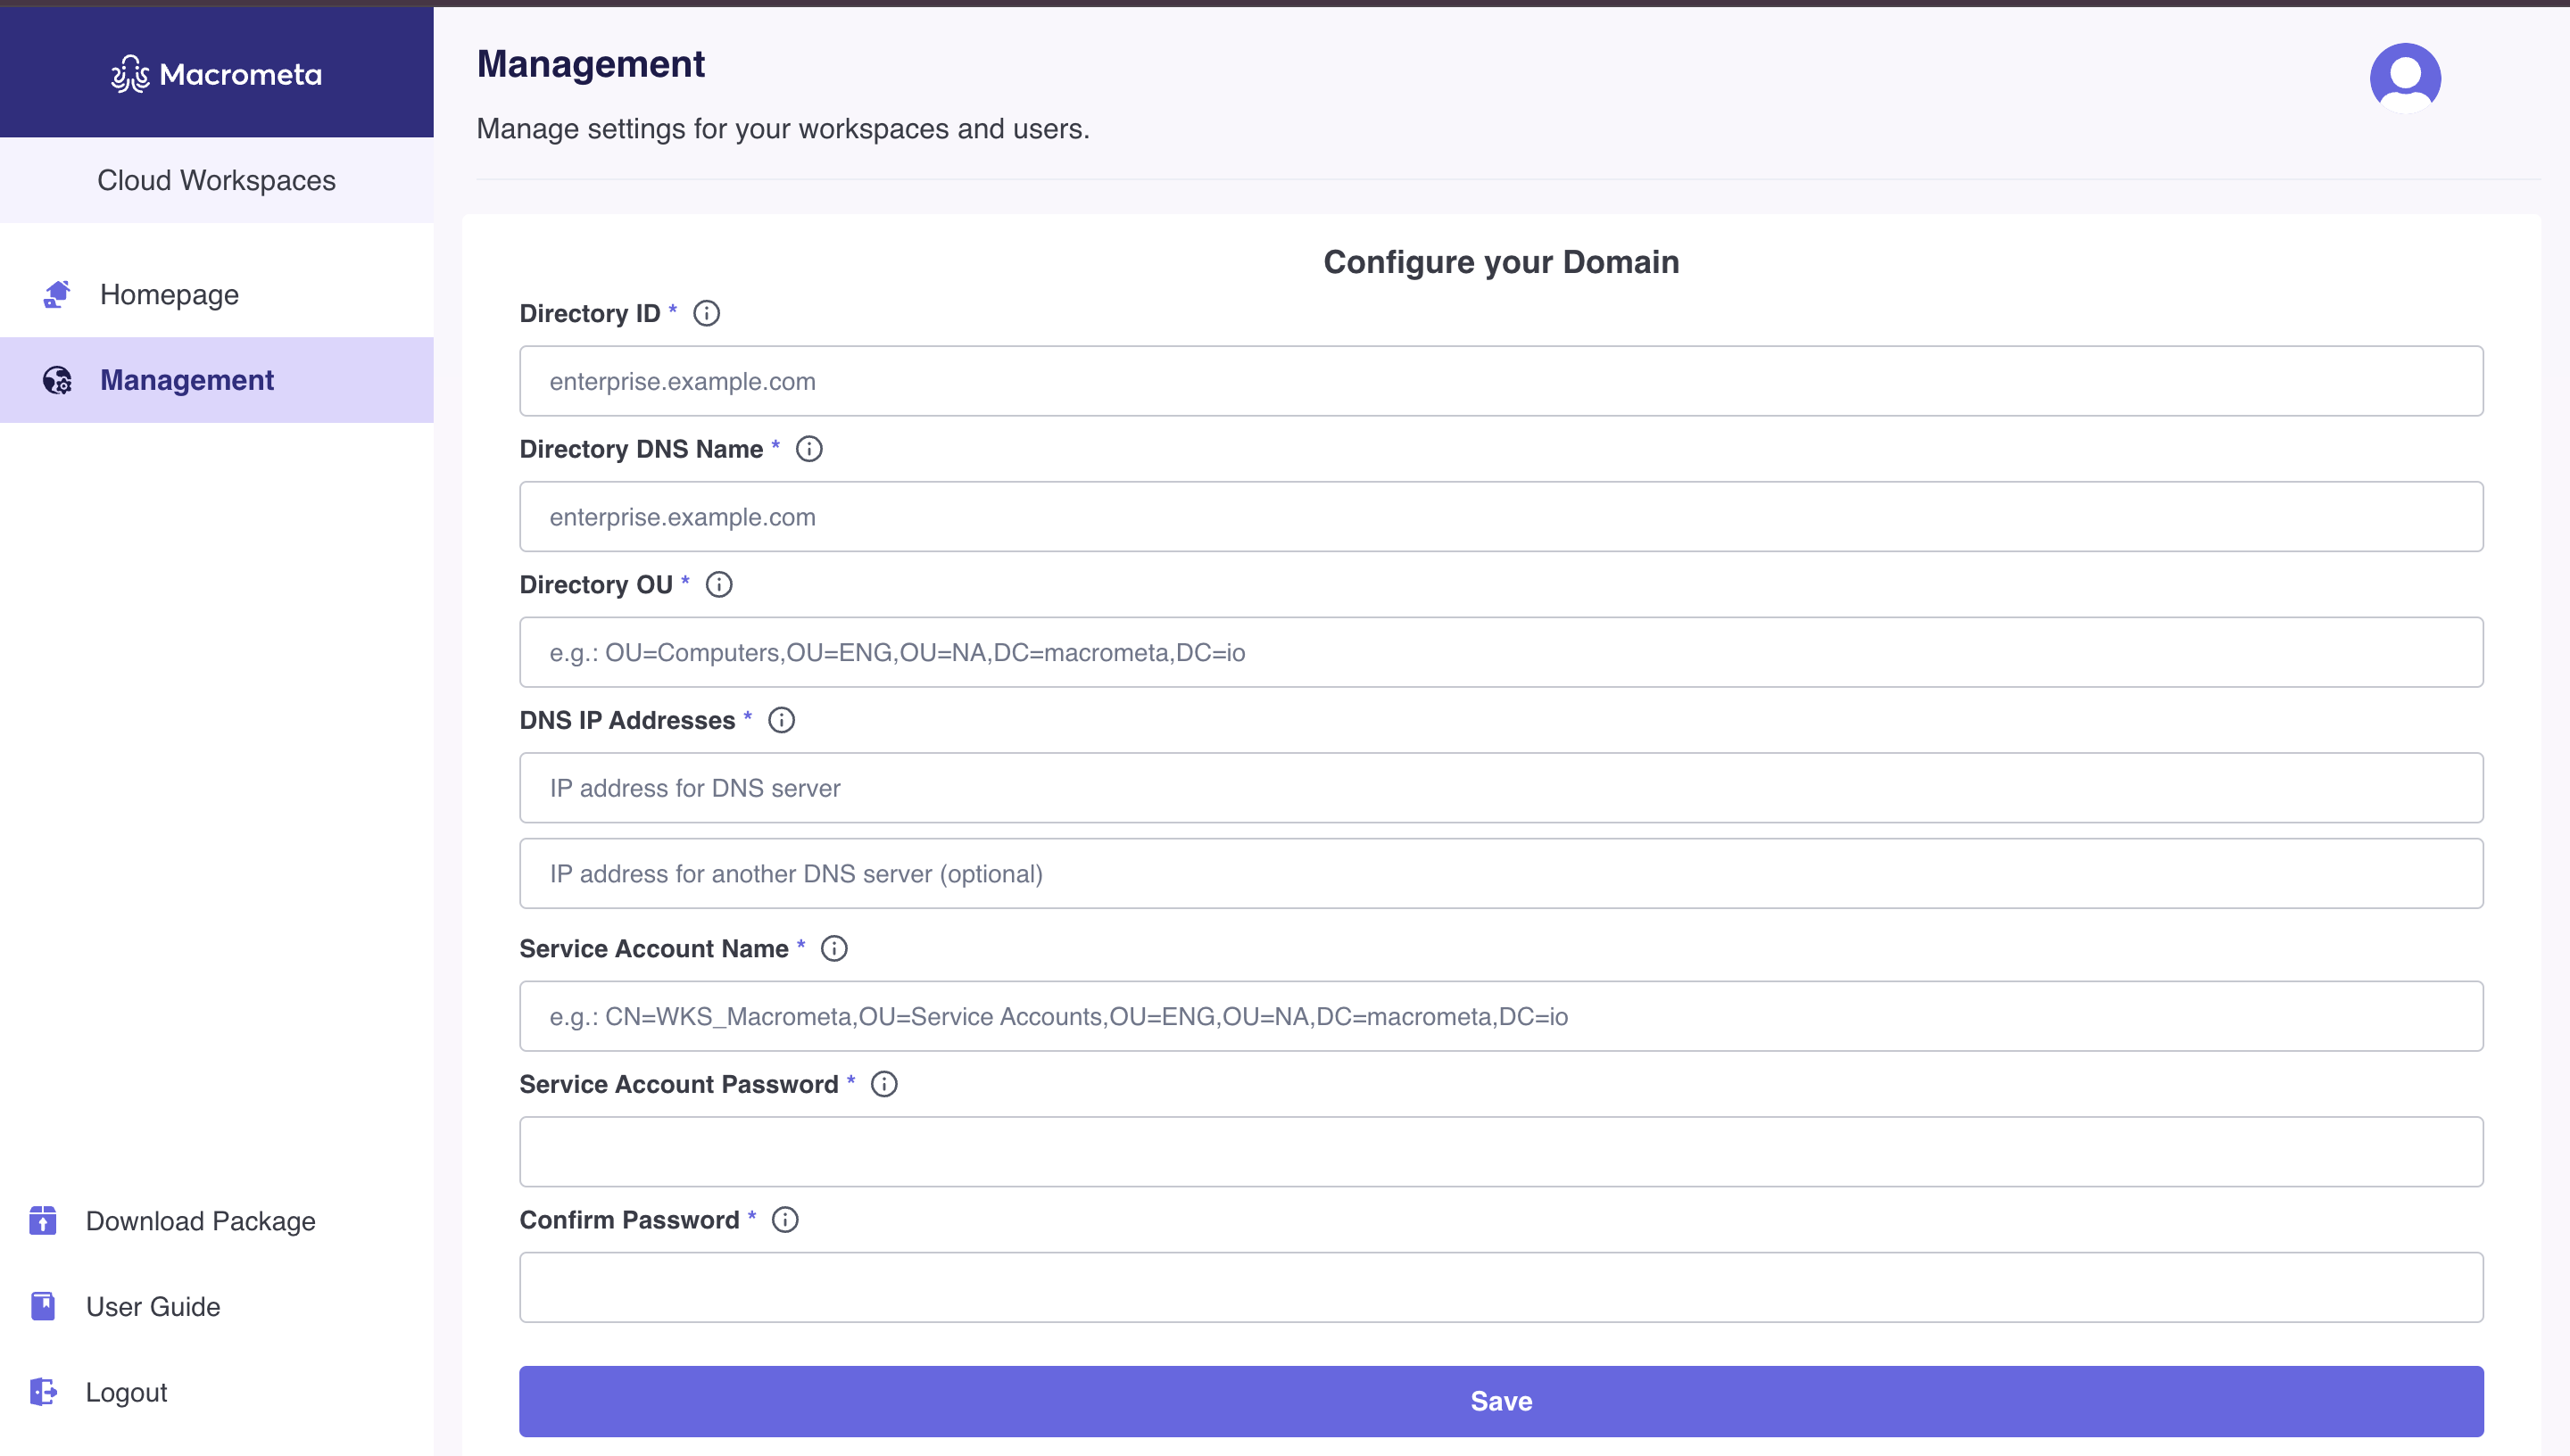 Macrometa
Cloud Workspaces
Homepage
Management
Download Package
User Guide
Logout
Management
Manage settings for your workspaces and users.
Configure your Domain
Directory ID *
enterprise.example.com
Directory DNS Name *
enterprise.example.com
Directory OU *
e.g.: OU=Computers,OU=ENG,OU=NA,DC=macrometa,DC=io
DNS IP Addresses *
IP address for DNS server
IP address for another DNS server (optional)
Service Account Name *
e.g.: CN=WKS_Macrometa,OU=Service Accounts,OU=ENG,OU=NA,DC=macrometa,DC=io
Service Account Password *
Confirm Password *
Save